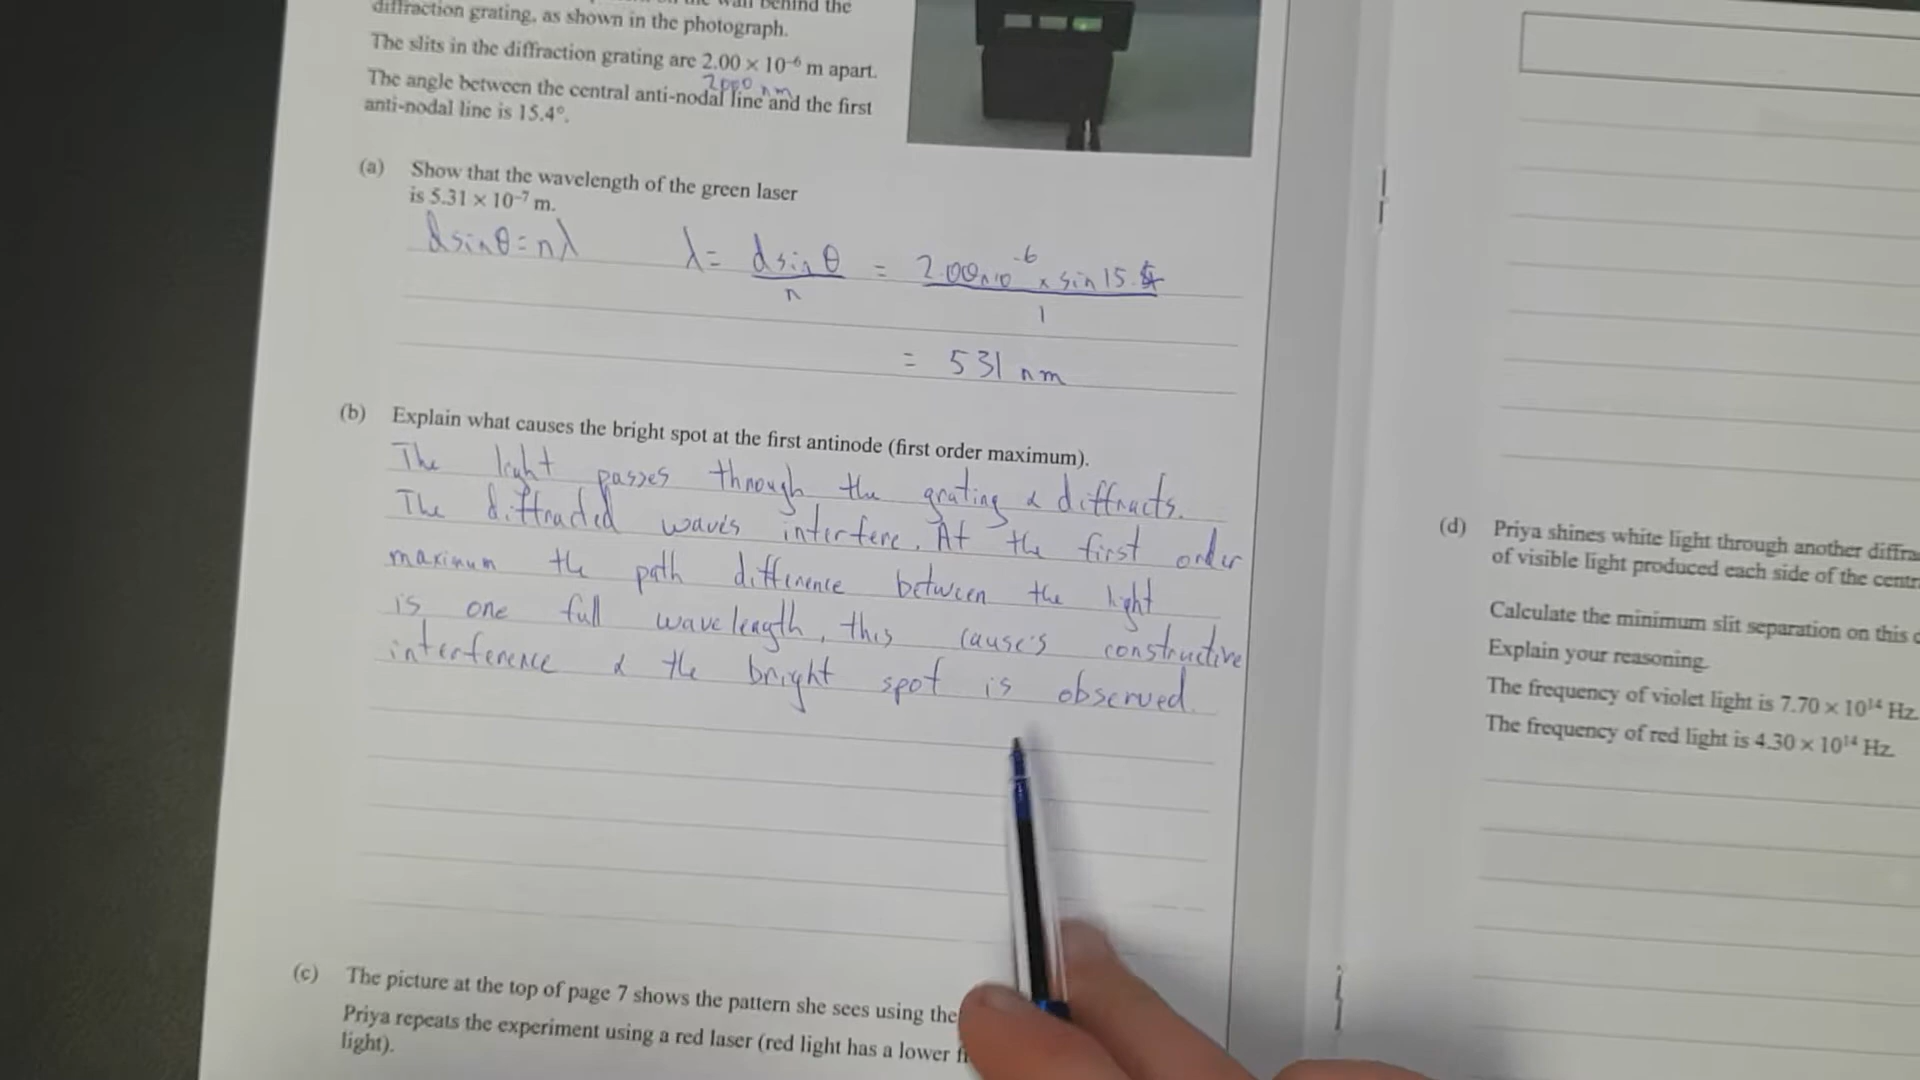 diffraction grating, as shown in the photograph.
The slits in the diffraction grating are 2.00 × 10⁻⁶ m apart.
2000 nm
The angle between the central anti-nodal line and the first
anti-nodal line is 15.4°.
(a) Show that the wavelength of the green laser
is 5.31 × 10⁻⁷ m.
dsinθ = nλ λ = dsinθ/n = 2.00×10⁻⁶ × sin 15.4/1
= 531 nm
(b) Explain what causes the bright spot at the first antinode (first order maximum).
The light passes through the grating & diffracts.
The diffracted waves interfere. At the first order
maximum the path difference between the light
is one full wavelength, this cause's constructive
interference & the bright spot is observed.
(c) The picture at the top of page 7 shows the pattern she sees using the
Priya repeats the experiment using a red laser (red light has a lower
light).
(d) Priya shines white light through another
of visible light produced each side of the
Calculate the minimum slit separation on this
Explain your reasoning.
The frequency of violet light is 7.70 × 10¹⁴ Hz.
The frequency of red light is 4.30 × 10¹⁴ Hz.